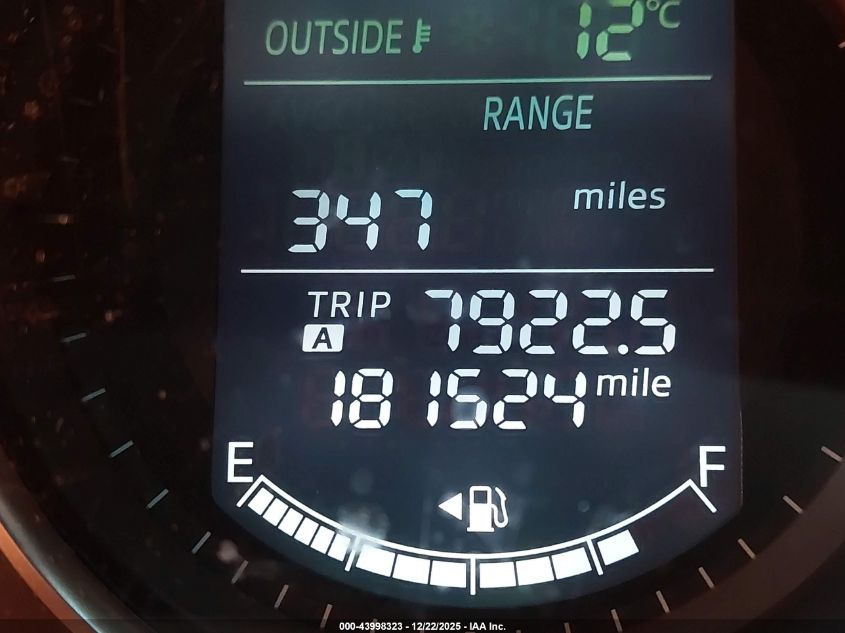 OUTSIDE 12°C
RANGE
347 miles
TRIP A 7922.5
181524 mile
E F
000-43998323 - 12/22/2025 - IAA Inc.